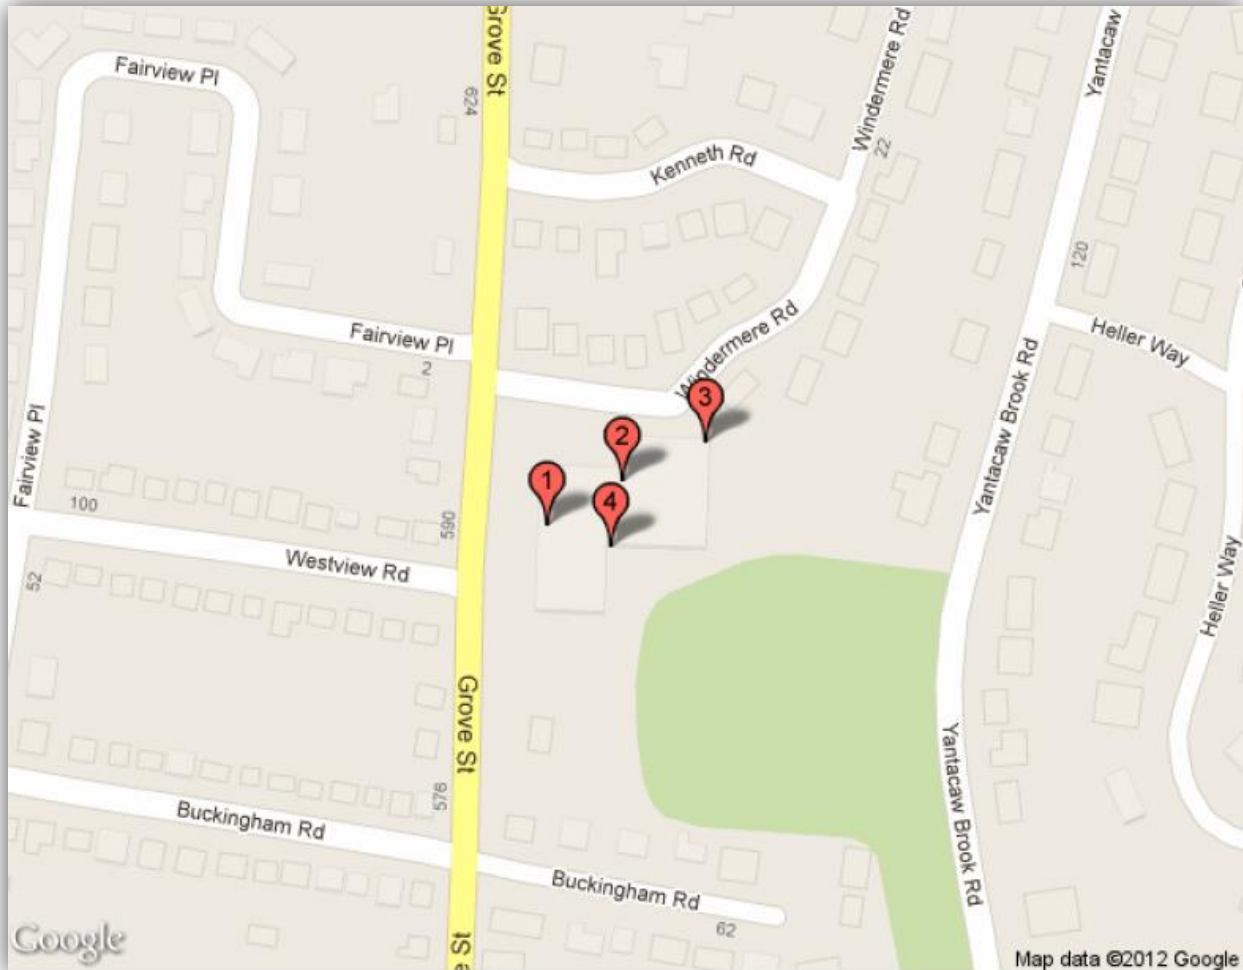 Grove St
Windermere Rd
Yantacaw
Fairview Pl
624
Kenneth Rd
22
120
Windermere Rd
Fairview Pl
2
Heller Way
Yantacaw Brook Rd
3
2
1
4
Fairview Pl
100
590
Westview Rd
52
Heller Way
Grove St
Yantacaw Brook Rd
576
Buckingham Rd
Buckingham Rd
62
e St
Google
Map data ©2012 Google